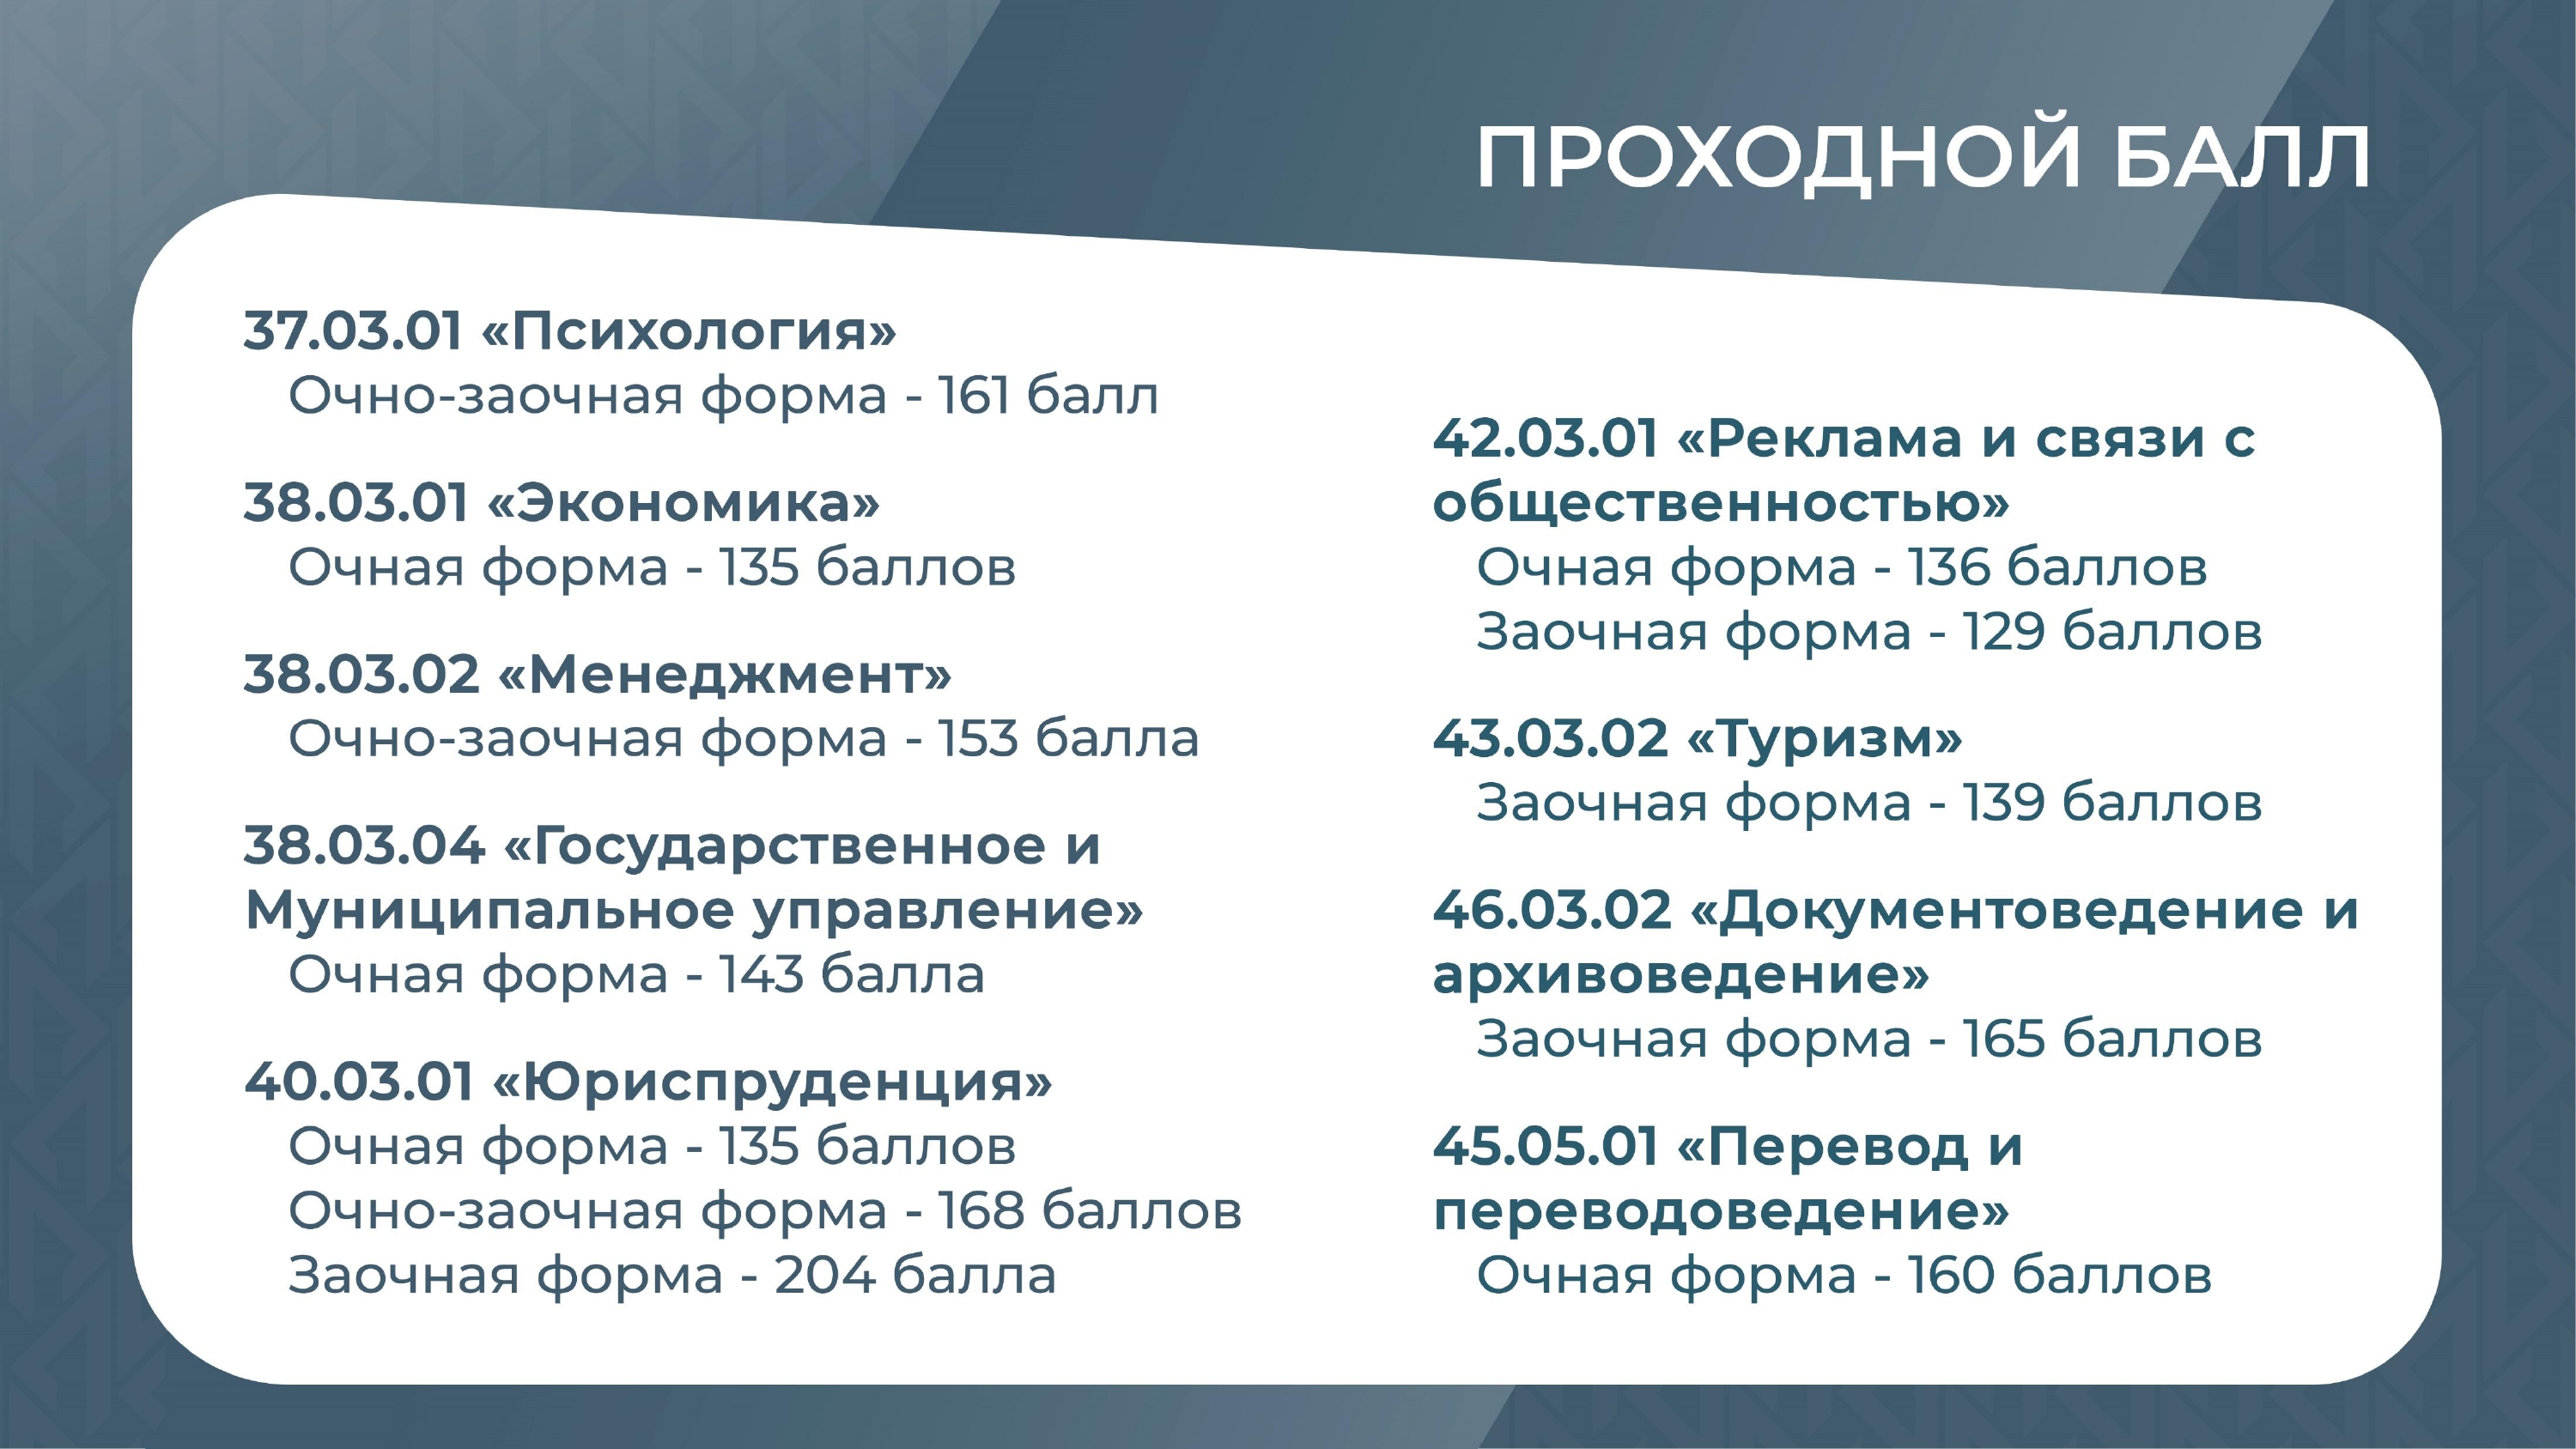 ПРОХОДНОЙ БАЛЛ
37.03.01 «Психология»
Очно-заочная форма - 161 балл
38.03.01 «Экономика»
Очная форма - 135 баллов
38.03.02 «Менеджмент»
Очно-заочная форма - 153 балла
38.03.04 «Государственное и
Муниципальное управление»
Очная форма - 143 балла
40.03.01 «Юриспруденция»
Очная форма - 135 баллов
Очно-заочная форма - 168 баллов
Заочная форма - 204 балла
42.03.01 «Реклама и связи с
общественностью»
Очная форма - 136 баллов
Заочная форма - 129 баллов
43.03.02 «Туризм»
Заочная форма - 139 баллов
46.03.02 «Документоведение и
архивоведение»
Заочная форма - 165 баллов
45.05.01 «Перевод и
переводоведение»
Очная форма - 160 баллов